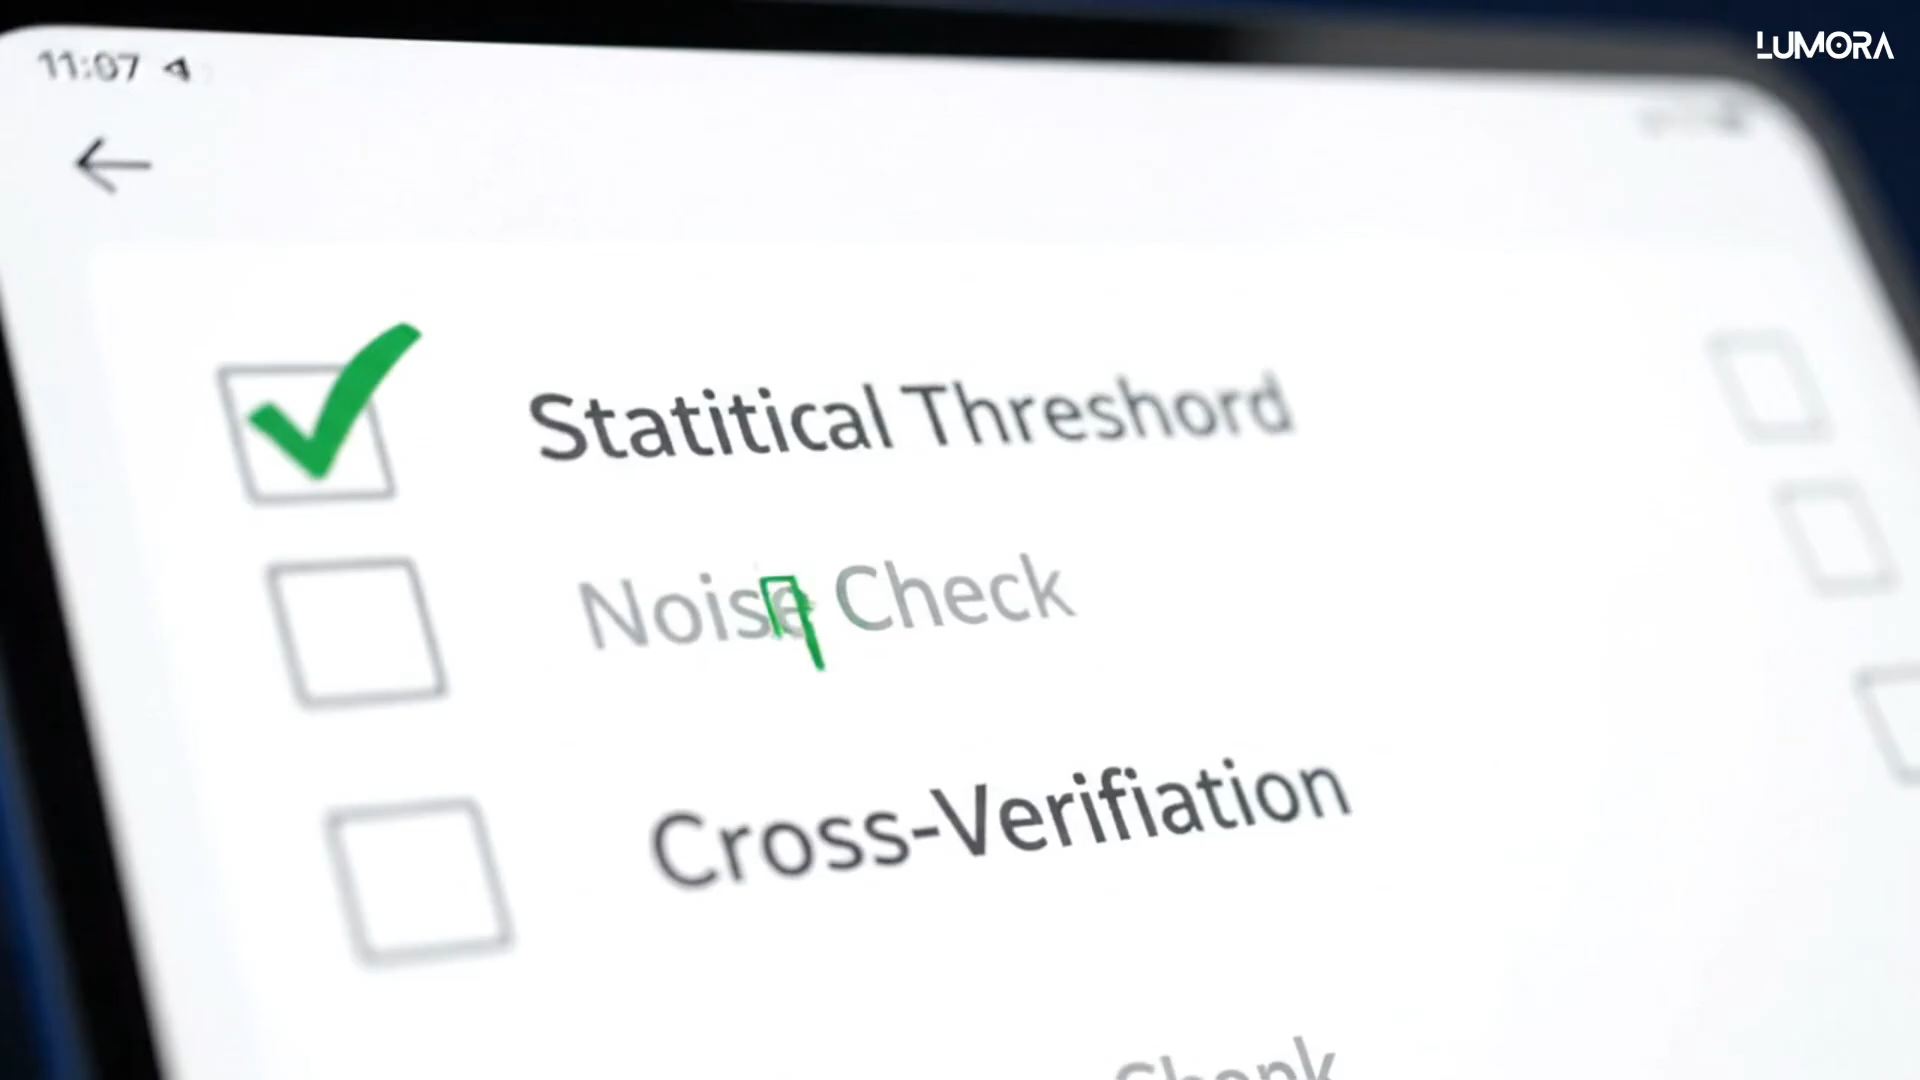 LUMORA
11:07
Statitical Threshord
Noise Check
Cross-Verifiation